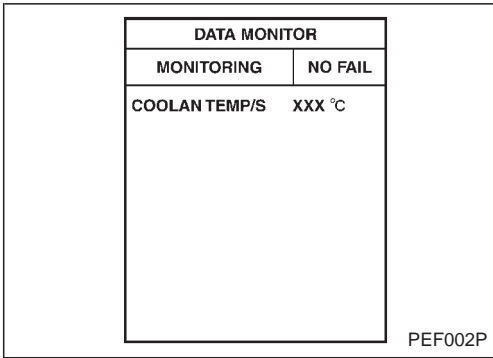 DATA MONITOR
MONITORING NO FAIL
COOLAN TEMP/S XXX °C
PEF002P